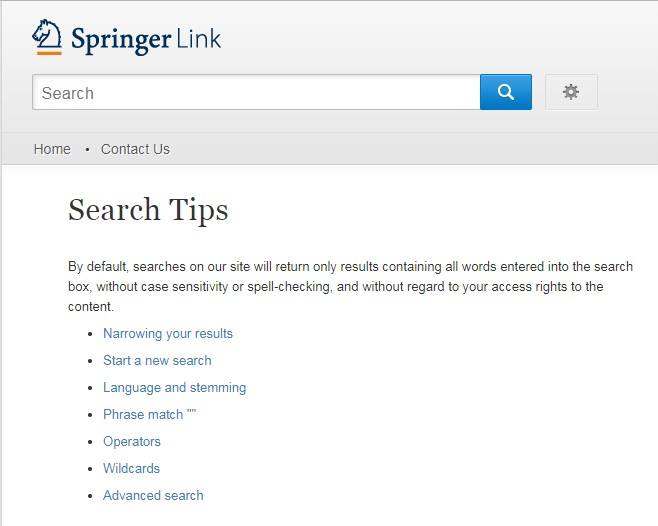 Springer Link
Search
Home • Contact Us
Search Tips
By default, searches on our site will return only results containing all words entered into the search
box, without case sensitivity or spell-checking, and without regard to your access rights to the
content.
• Narrowing your results
• Start a new search
• Language and stemming
• Phrase match ""
• Operators
• Wildcards
• Advanced search